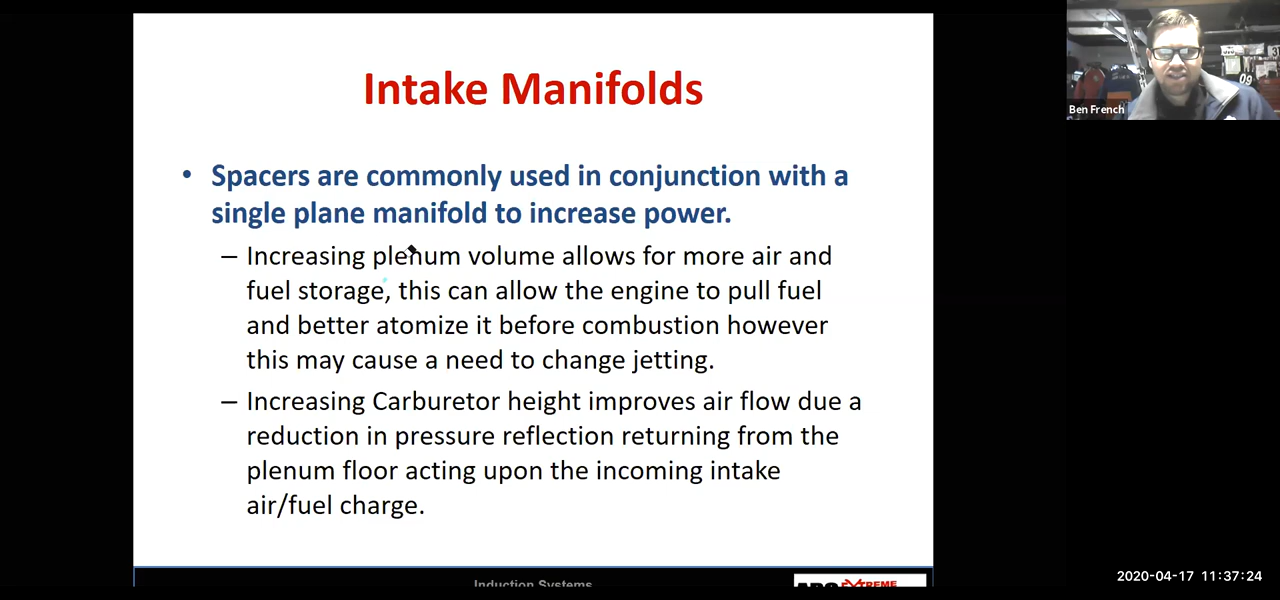 Intake Manifolds
• Spacers are commonly used in conjunction with a
single plane manifold to increase power.
– Increasing plenum volume allows for more air and
fuel storage, this can allow the engine to pull fuel
and better atomize it before combustion however
this may cause a need to change jetting.
– Increasing Carburetor height improves air flow due a
reduction in pressure reflection returning from the
plenum floor acting upon the incoming intake
air/fuel charge.
Induction Systems
EXTREME
Ben French
09
2020-04-17 11:37:24